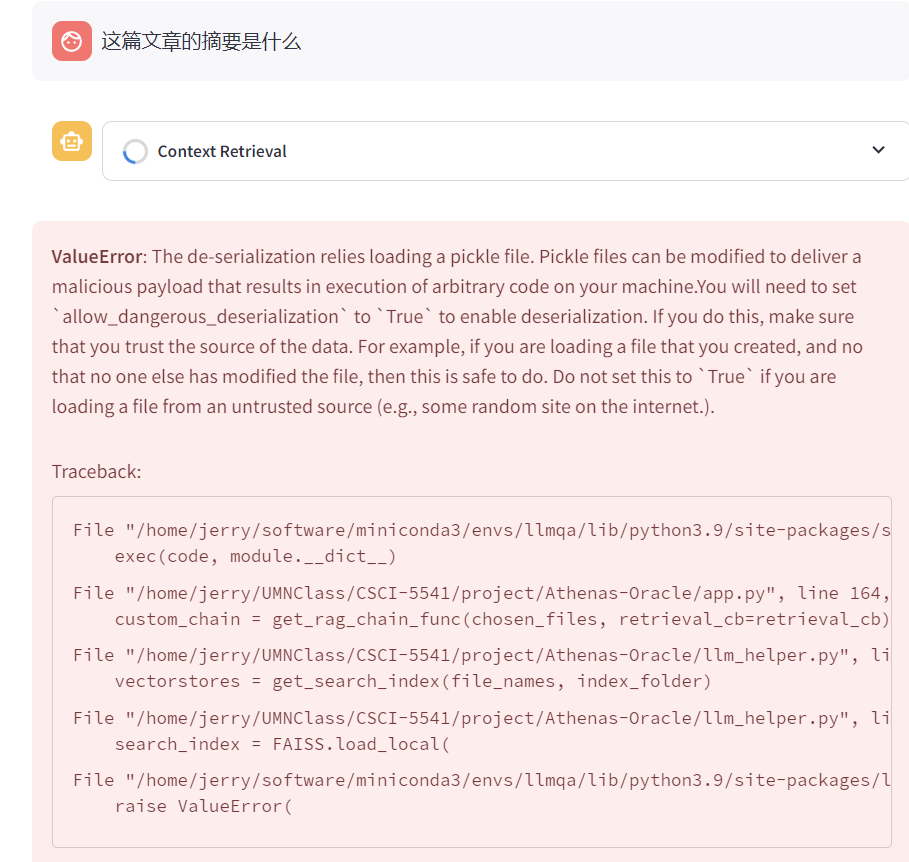 这篇文章的摘要是什么
Context Retrieval
ValueError: The de-serialization relies loading a pickle file. Pickle files can be modified to deliver a
malicious payload that results in execution of arbitrary code on your machine.You will need to set
`allow_dangerous_deserialization` to `True` to enable deserialization. If you do this, make sure
that you trust the source of the data. For example, if you are loading a file that you created, and no
that no one else has modified the file, then this is safe to do. Do not set this to `True` if you are
loading a file from an untrusted source (e.g., some random site on the internet.).
Traceback:
File "/home/jerry/software/miniconda3/envs/llmqa/lib/python3.9/site-packages/s
exec(code, module.__dict__)
File "/home/jerry/UMNClass/CSCI-5541/project/Athenas-Oracle/app.py", line 164,
custom_chain = get_rag_chain_func(chosen_files, retrieval_cb=retrieval_cb)
File "/home/jerry/UMNClass/CSCI-5541/project/Athenas-Oracle/llm_helper.py", li
vectorstores = get_search_index(file_names, index_folder)
File "/home/jerry/UMNClass/CSCI-5541/project/Athenas-Oracle/llm_helper.py", li
search_index = FAISS.load_local(
File "/home/jerry/software/miniconda3/envs/llmqa/lib/python3.9/site-packages/l
raise ValueError(